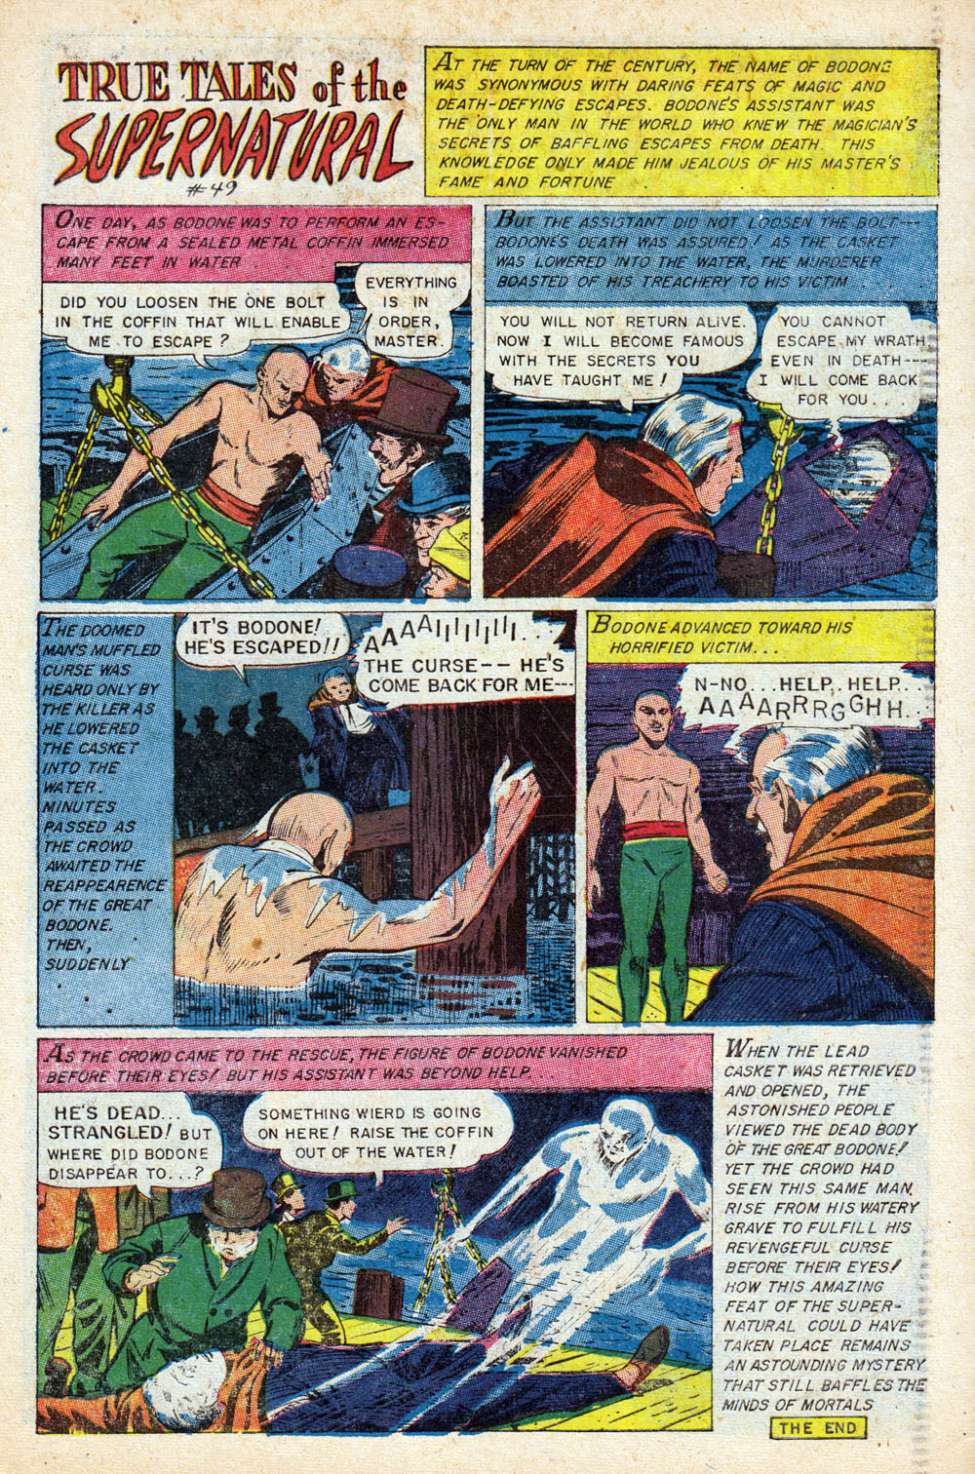 TRUE TALES of the
SUPERNATURAL
#49
AT THE TURN OF THE CENTURY, THE NAME OF BODONE
WAS SYNONYMOUS WITH DARING FEATS OF MAGIC AND
DEATH-DEFYING ESCAPES. BODONE'S ASSISTANT WAS
THE ONLY MAN IN THE WORLD WHO KNEW THE MAGICIAN'S
SECRETS OF BAFFLING ESCAPES FROM DEATH. THIS
KNOWLEDGE ONLY MADE HIM JEALOUS OF HIS MASTER'S
FAME AND FORTUNE
ONE DAY, AS BODONE WAS TO PERFORM AN ES-
CAPE FROM A SEALED METAL COFFIN IMMERSED
MANY FEET IN WATER . . .
DID YOU LOOSEN THE ONE BOLT
IN THE COFFIN THAT WILL ENABLE
ME TO ESCAPE?
EVERYTHING
IS IN
ORDER,
MASTER.
BUT THE ASSISTANT DID NOT LOOSEN THE BOLT---
BODONE'S DEATH WAS ASSURED! AS THE CASKET
WAS LOWERED INTO THE WATER, THE MURDERER
BOASTED OF HIS TREACHERY TO HIS VICTIM . . .
YOU WILL NOT RETURN ALIVE.
NOW I WILL BECOME FAMOUS
WITH THE SECRETS YOU
HAVE TAUGHT ME!
YOU CANNOT
ESCAPE MY WRATH
EVEN IN DEATH---
I WILL COME BACK
FOR YOU. . .
THE DOOMED
MAN'S MUFFLED
CURSE WAS
HEARD ONLY BY
THE KILLER AS
HE LOWERED
THE CASKET
INTO THE
WATER.
MINUTES
PASSED AS
THE CROWD
AWAITED THE
REAPPEARENCE
OF THE GREAT
BODONE.
THEN,
SUDDENLY
IT'S BODONE!
HE'S ESCAPED!!
AAAAIIIIIIII. . .
THE CURSE-- HE'S
COME BACK FOR ME---
BODONE ADVANCED TOWARD HIS
HORRIFIED VICTIM. . .
N-NO. . .HELP, HELP. .
AAAARRRGGHH. .
AS THE CROWD CAME TO THE RESCUE, THE FIGURE OF BODONE VANISHED
BEFORE THEIR EYES! BUT HIS ASSISTANT WAS BEYOND HELP. . .
HE'S DEAD...
STRANGLED! BUT
WHERE DID BODONE
DISAPPEAR TO...?
SOMETHING WIERD IS GOING
ON HERE! RAISE THE COFFIN
OUT OF THE WATER!
WHEN THE LEAD
CASKET WAS RETRIEVED
AND OPENED, THE
ASTONISHED PEOPLE
VIEWED THE DEAD BODY
OF THE GREAT BODONE!
YET THE CROWD HAD
SEEN THIS SAME MAN,
RISE FROM HIS WATERY
GRAVE TO FULFILL HIS
REVENGEFUL CURSE
BEFORE THEIR EYES!
HOW THIS AMAZING
FEAT OF THE SUPER-
NATURAL COULD HAVE
TAKEN PLACE REMAINS
AN ASTOUNDING MYSTERY
THAT STILL BAFFLES THE
MINDS OF MORTALS
THE END